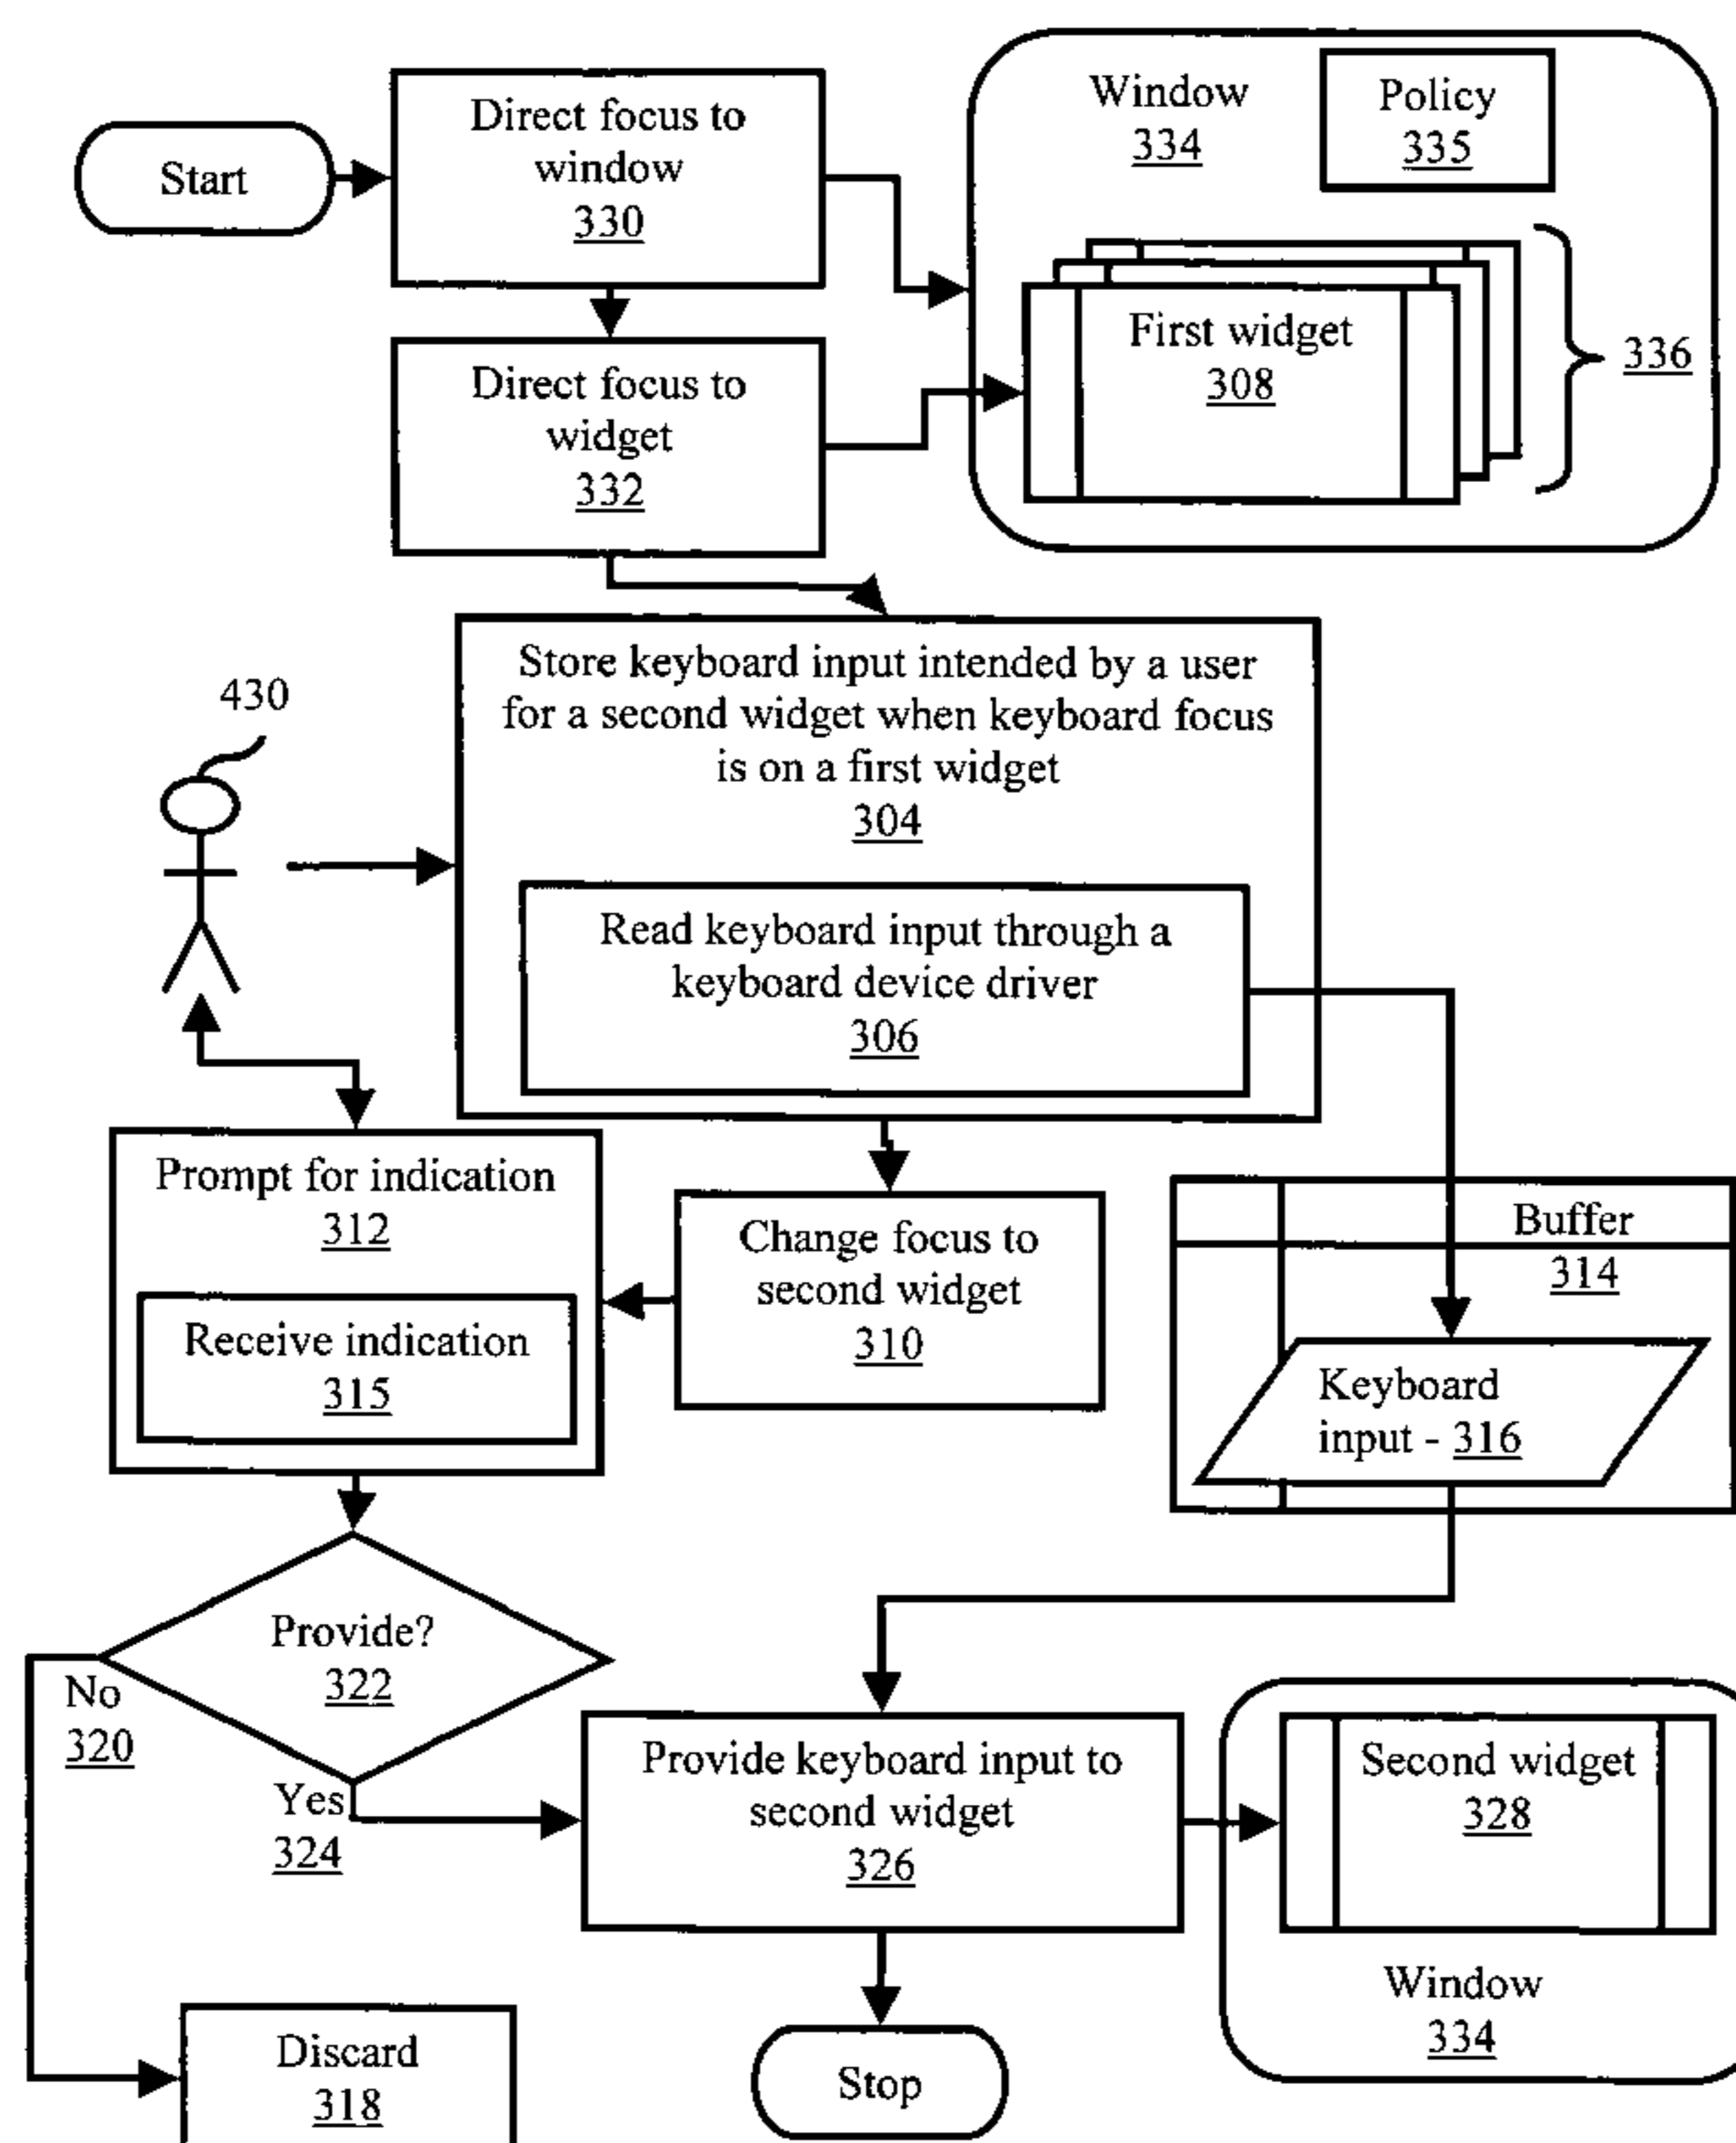 Start
Direct focus to
window
330
Window
334
Policy
335
First widget
308
336
Direct focus to
widget
332
430
Store keyboard input intended by a user
for a second widget when keyboard focus
is on a first widget
304
Read keyboard input through a
keyboard device driver
306
Prompt for indication
312
Receive indication
315
Change focus to
second widget
310
Buffer
314
Keyboard
input - 316
Provide?
322
No
320
Yes
324
Provide keyboard input to
second widget
326
Second widget
328
Window
334
Discard
318
Stop